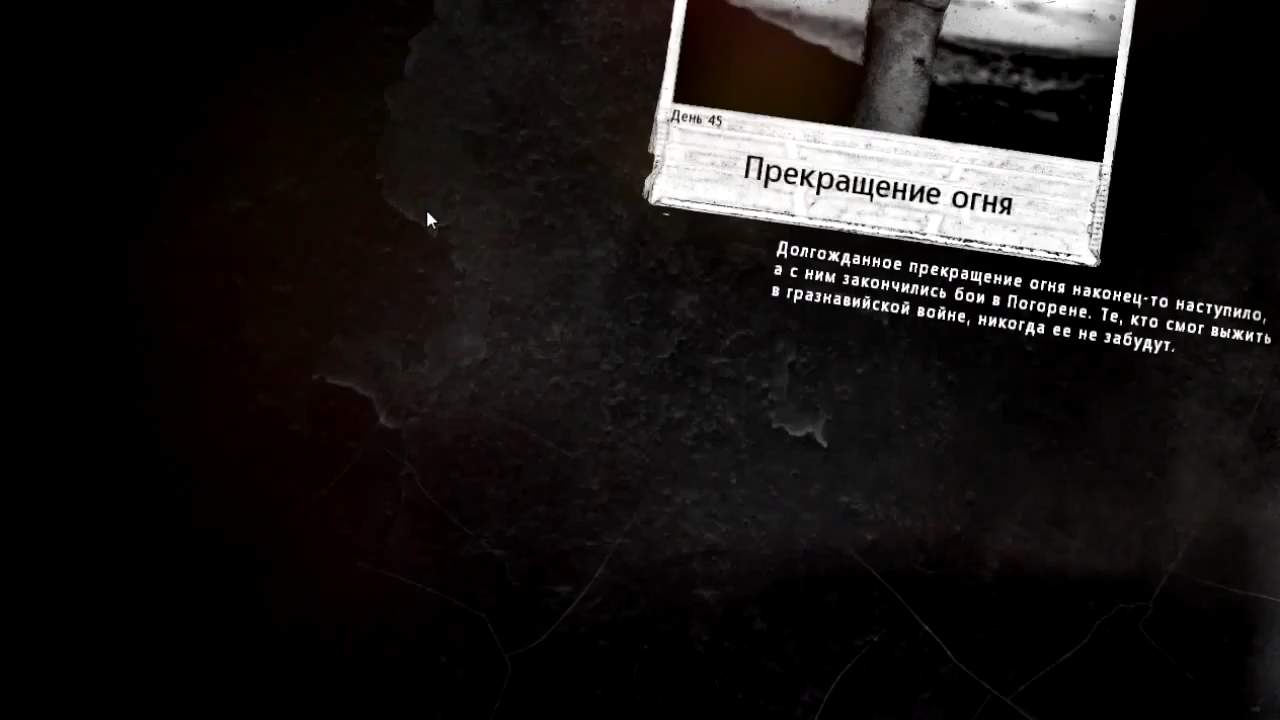 День 45
Прекращение огня
Долгожданное прекращение огня наконец-то наступило,
а с ним закончились бои в Погорене. Те, кто смог выжить
в гразнавийской войне, никогда ее не забудут.